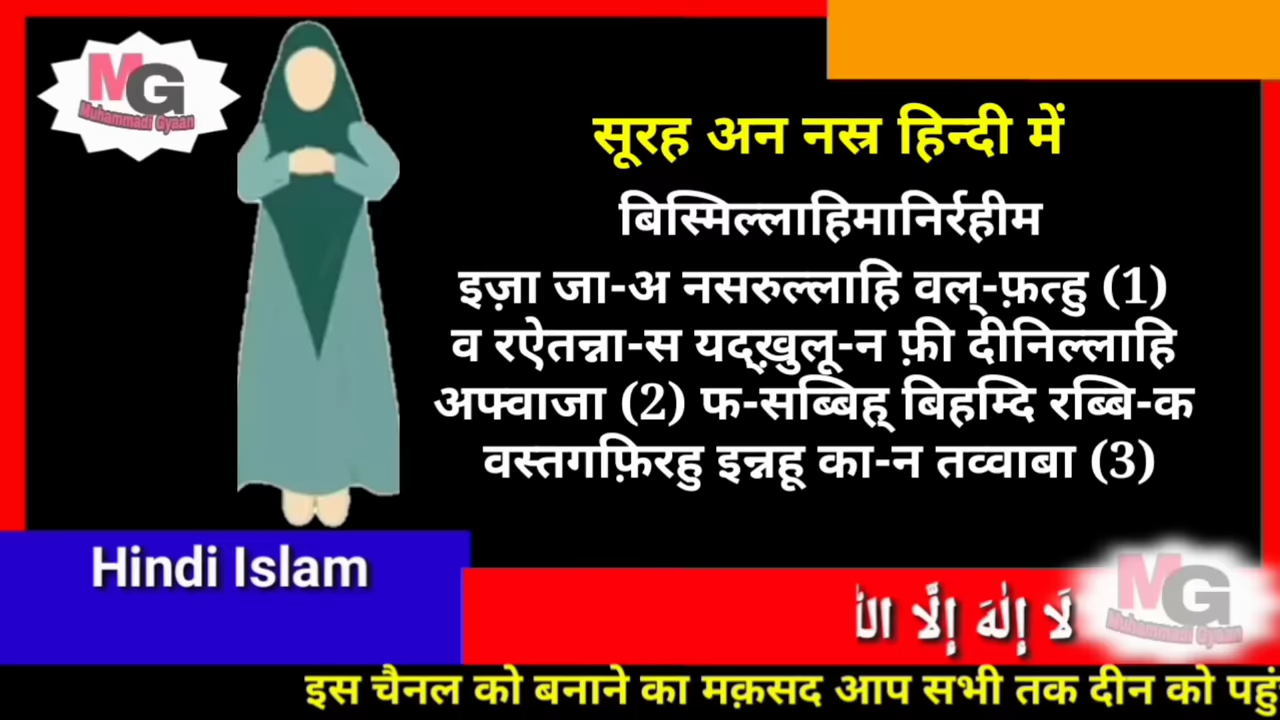 MG
Muhammadi Gyaan
सूरह अन नस्र हिन्दी में
बिस्मिल्लाहिमानिर्रहीम
इज़ा जा-अ नसरुल्लाहि वल्-फ़त्हु (1)
व रऐतन्ना-स यद्ख़ुलू-न फ़ी दीनिल्लाहि
अफ्वाजा (2) फ-सब्बिह् बिहम्दि रब्बि-क
वस्तगफ़िरहु इन्नहू का-न तव्वाबा (3)
Hindi Islam
لَا إِلٰهَ إِلَّا
MG
Muhammadi Gyaan
इस चैनल को बनाने का मक़सद आप सभी तक दीन को